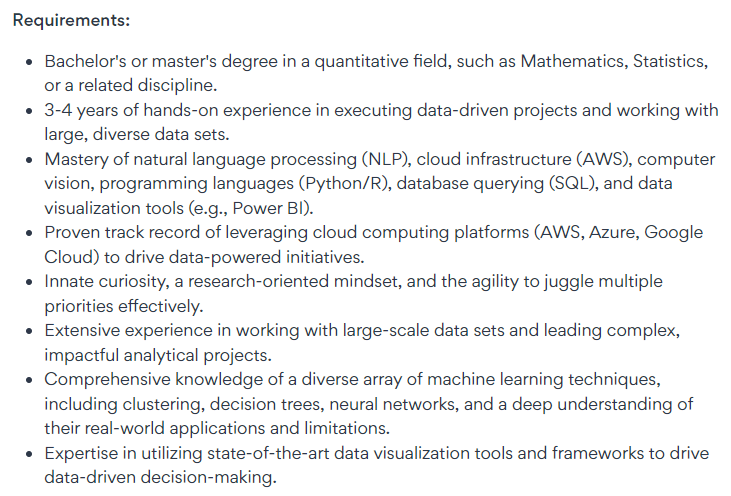 Requirements:
• Bachelor's or master's degree in a quantitative field, such as Mathematics, Statistics,
or a related discipline.
• 3-4 years of hands-on experience in executing data-driven projects and working with
large, diverse data sets.
• Mastery of natural language processing (NLP), cloud infrastructure (AWS), computer
vision, programming languages (Python/R), database querying (SQL), and data
visualization tools (e.g., Power BI).
• Proven track record of leveraging cloud computing platforms (AWS, Azure, Google
Cloud) to drive data-powered initiatives.
• Innate curiosity, a research-oriented mindset, and the agility to juggle multiple
priorities effectively.
• Extensive experience in working with large-scale data sets and leading complex,
impactful analytical projects.
• Comprehensive knowledge of a diverse array of machine learning techniques,
including clustering, decision trees, neural networks, and a deep understanding of
their real-world applications and limitations.
• Expertise in utilizing state-of-the-art data visualization tools and frameworks to drive
data-driven decision-making.